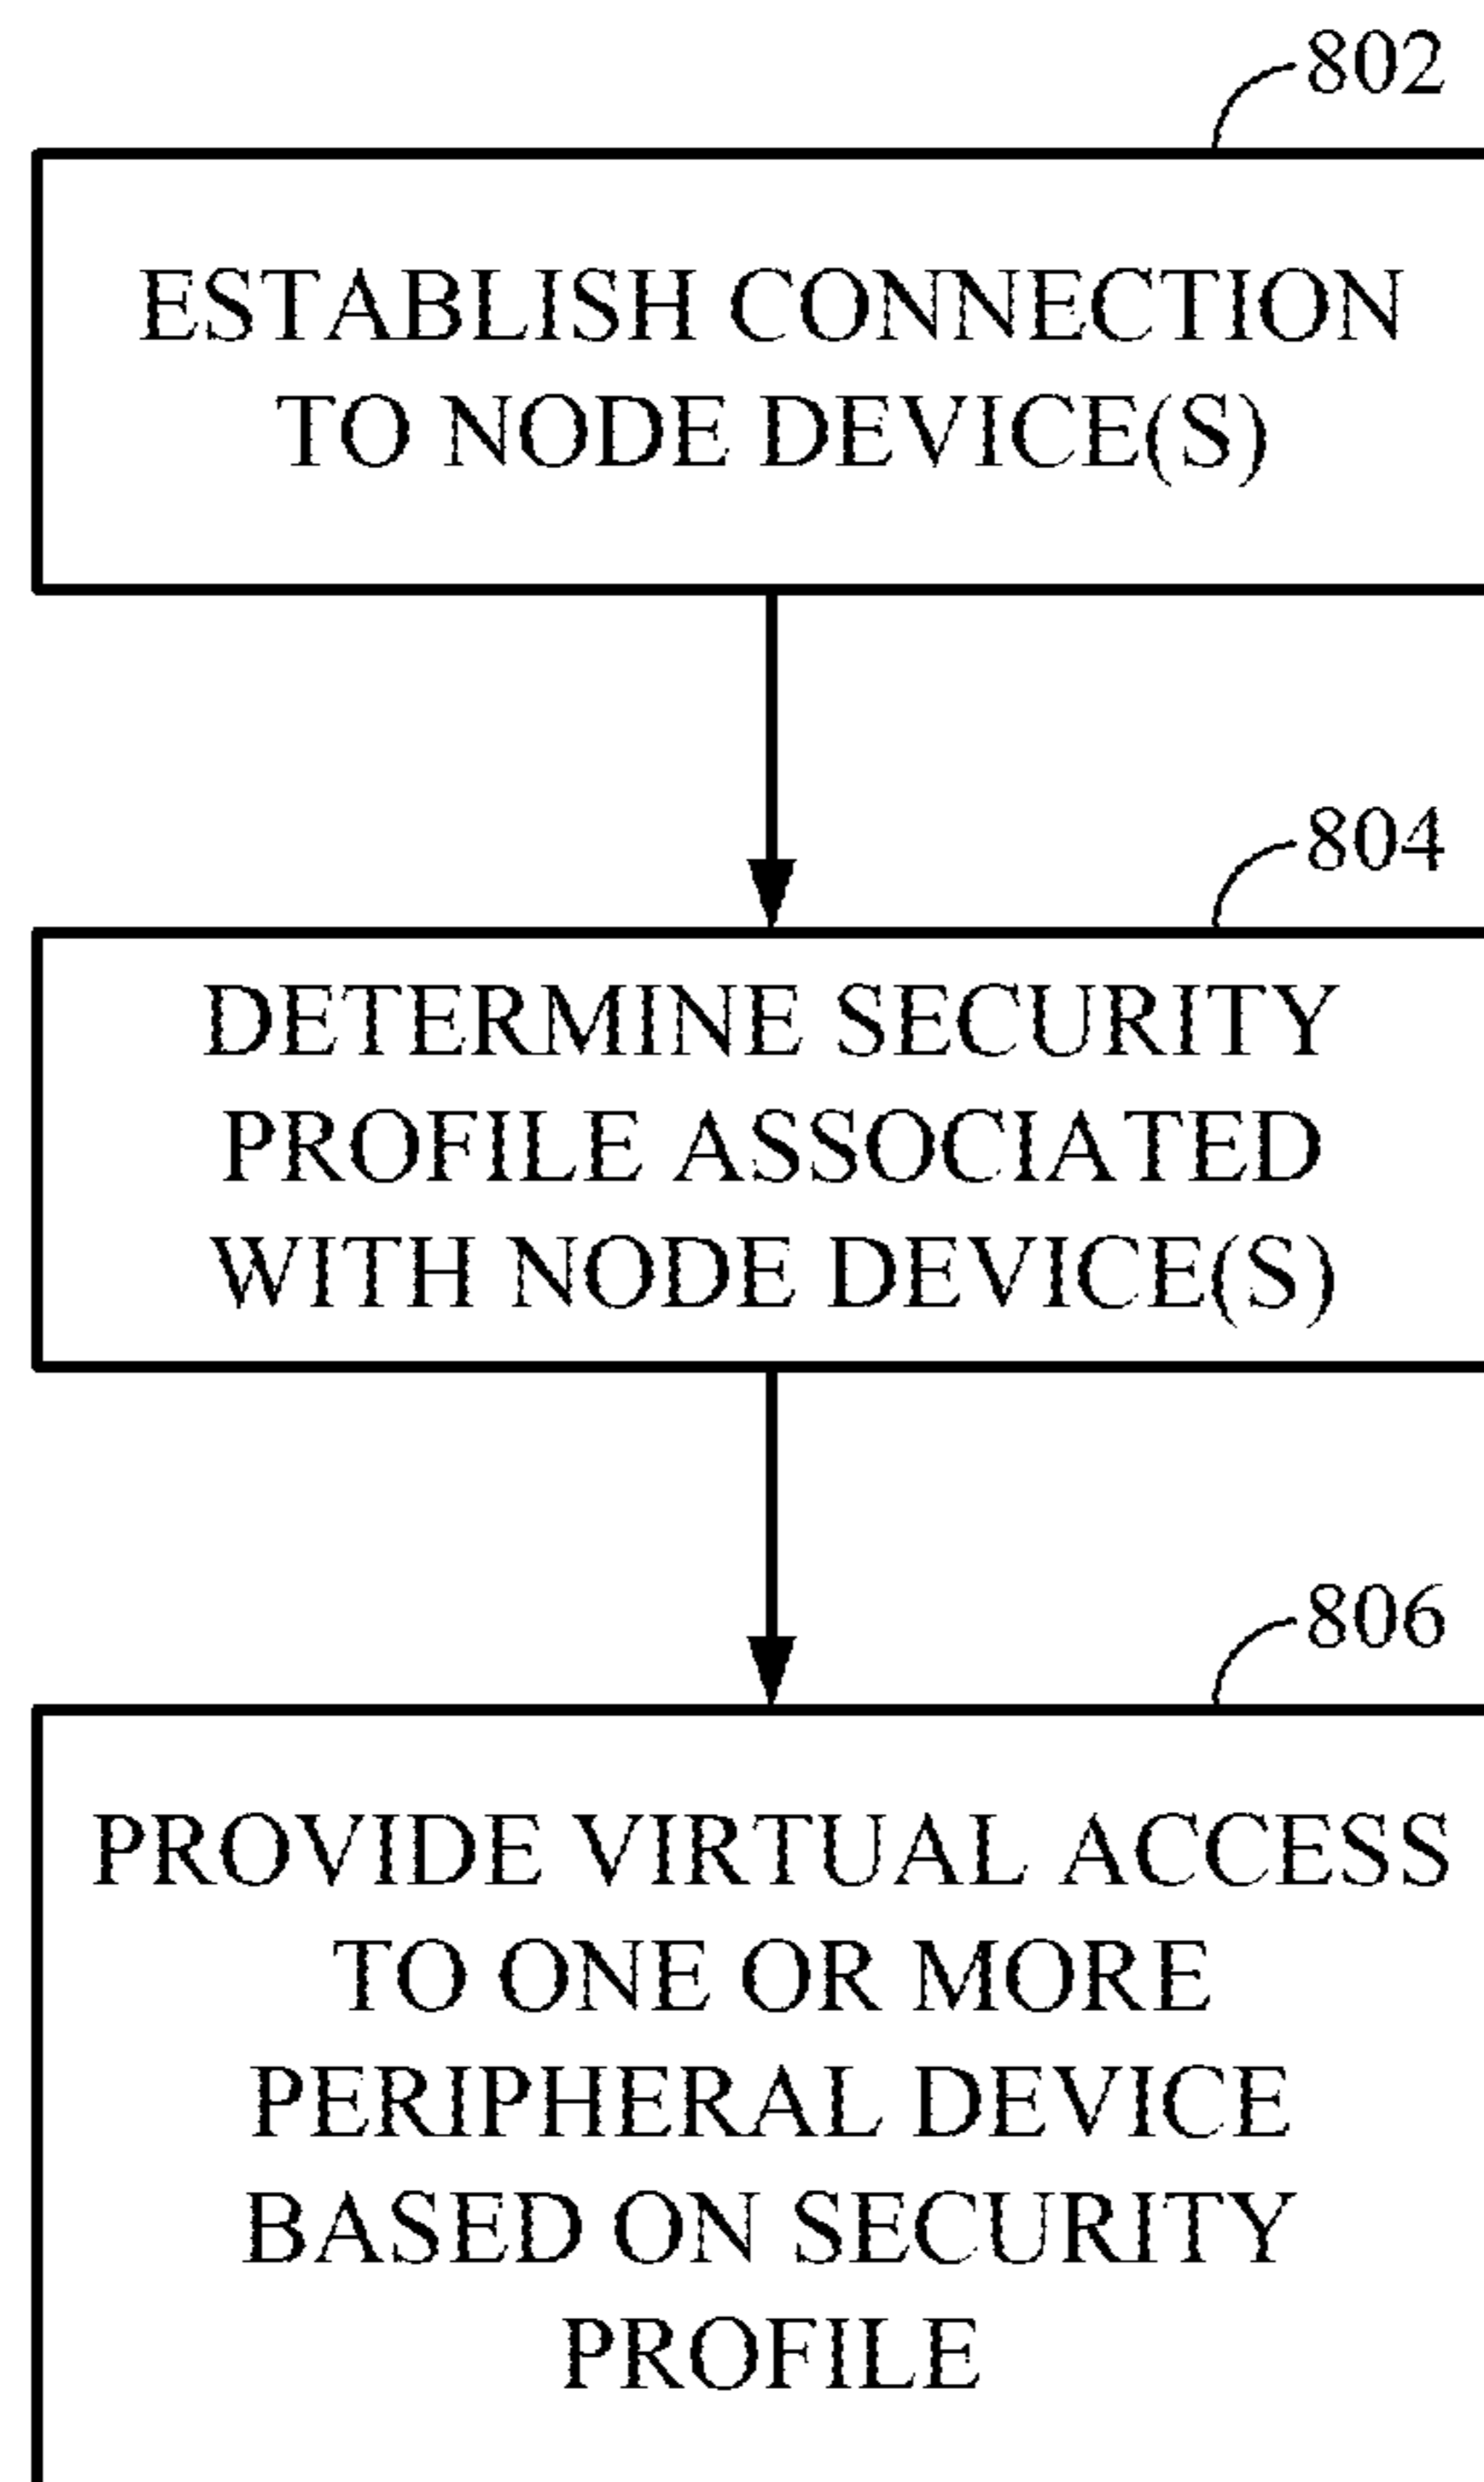 802
ESTABLISH CONNECTION
TO NODE DEVICE(S)
804
DETERMINE SECURITY
PROFILE ASSOCIATED
WITH NODE DEVICE(S)
806
PROVIDE VIRTUAL ACCESS
TO ONE OR MORE
PERIPHERAL DEVICE
BASED ON SECURITY
PROFILE